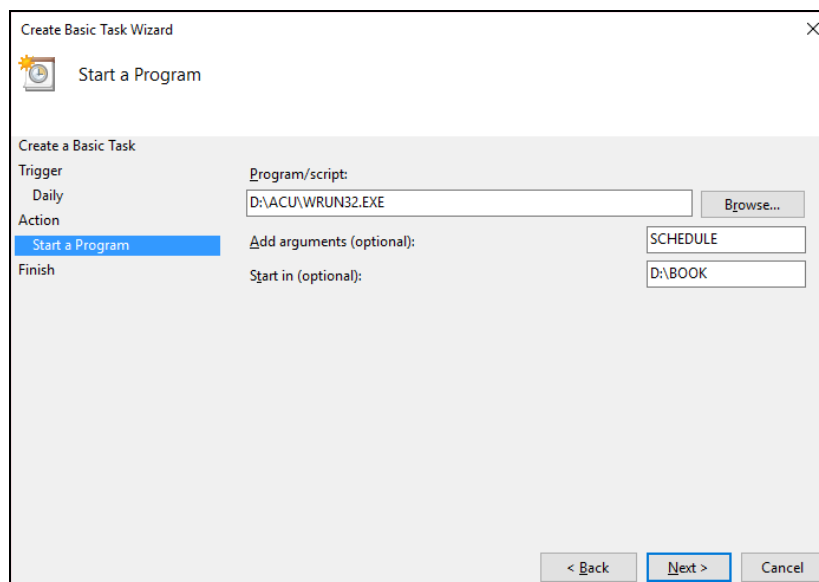 Create Basic Task Wizard
Start a Program
Create a Basic Task
Trigger
Daily
Action
Start a Program
Finish
Program/script:
D:\ACU\WRUN32.EXE
Browse...
Add arguments (optional):
SCHEDULE
Start in (optional):
D:\BOOK
< Back
Next >
Cancel